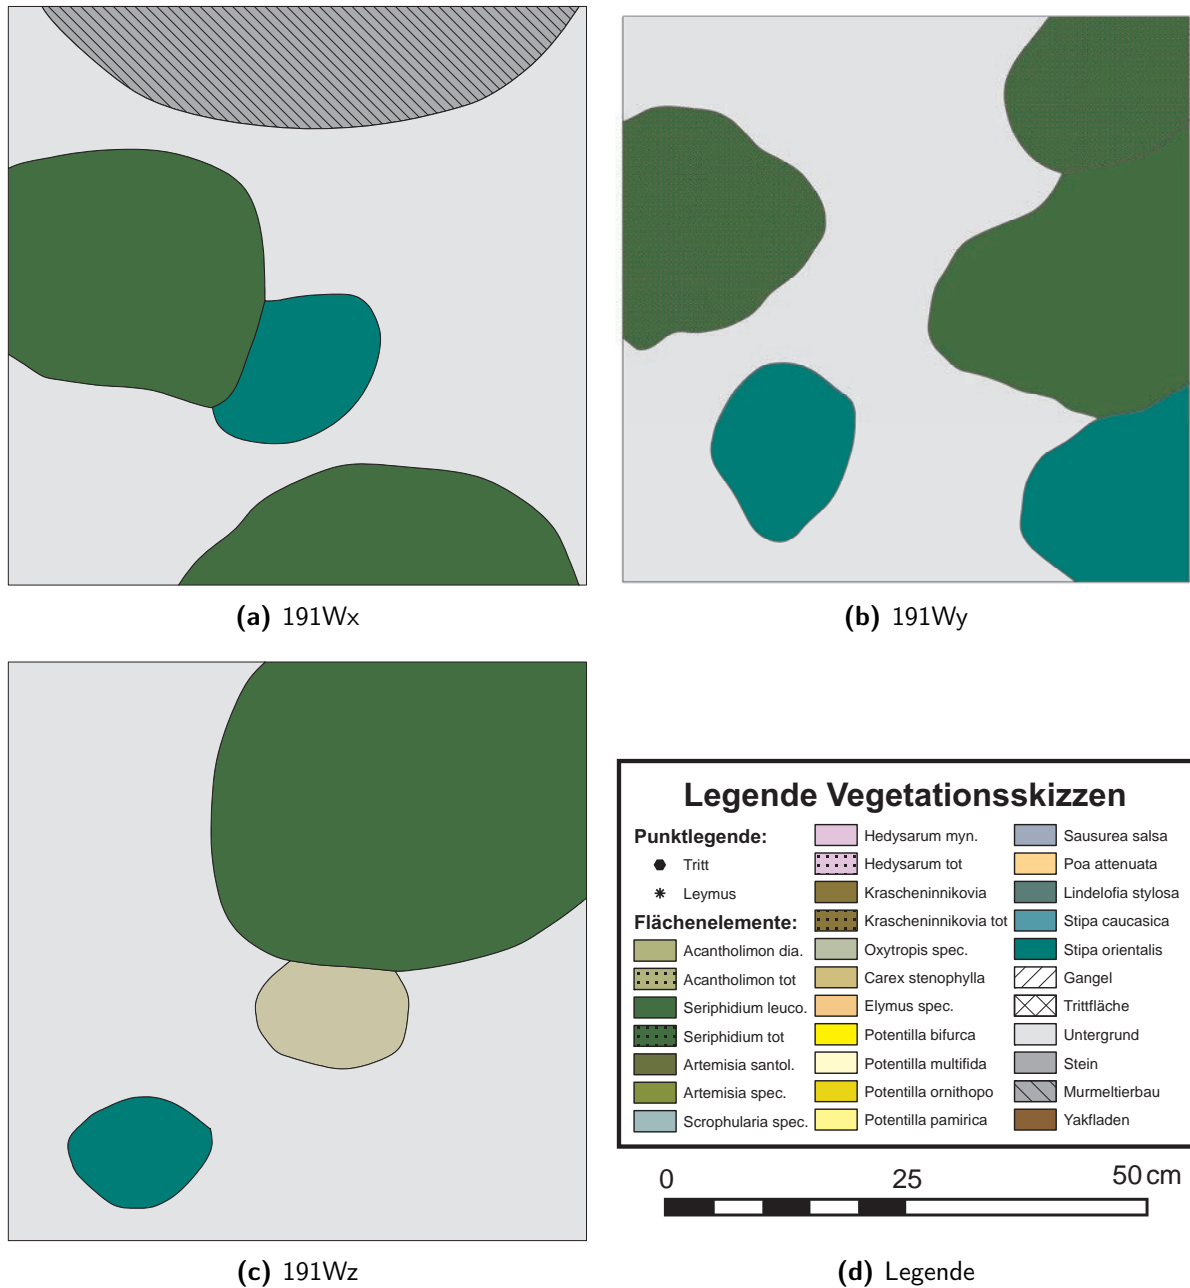 (a) 191Wx
(b) 191Wy
(c) 191Wz
Legende Vegetationsskizzen
Punktlegende:
Tritt
Leymus
Flächenelemente:
Acantholimon dia.
Acantholimon tot
Seriphidium leuco.
Seriphidium tot
Artemisia santol.
Artemisia spec.
Scrophularia spec.
Hedysarum myn.
Hedysarum tot
Krascheninnikovia
Krascheninnikovia tot
Oxytropis spec.
Carex stenophylla
Elymus spec.
Potentilla bifurca
Potentilla multifida
Potentilla ornithopo
Potentilla pamirica
Sausurea salsa
Poa attenuata
Lindelofia stylosa
Stipa caucasica
Stipa orientalis
Gangel
Trittfläche
Untergrund
Stein
Murmeltierbau
Yakfladen
0 25 50 cm
(d) Legende